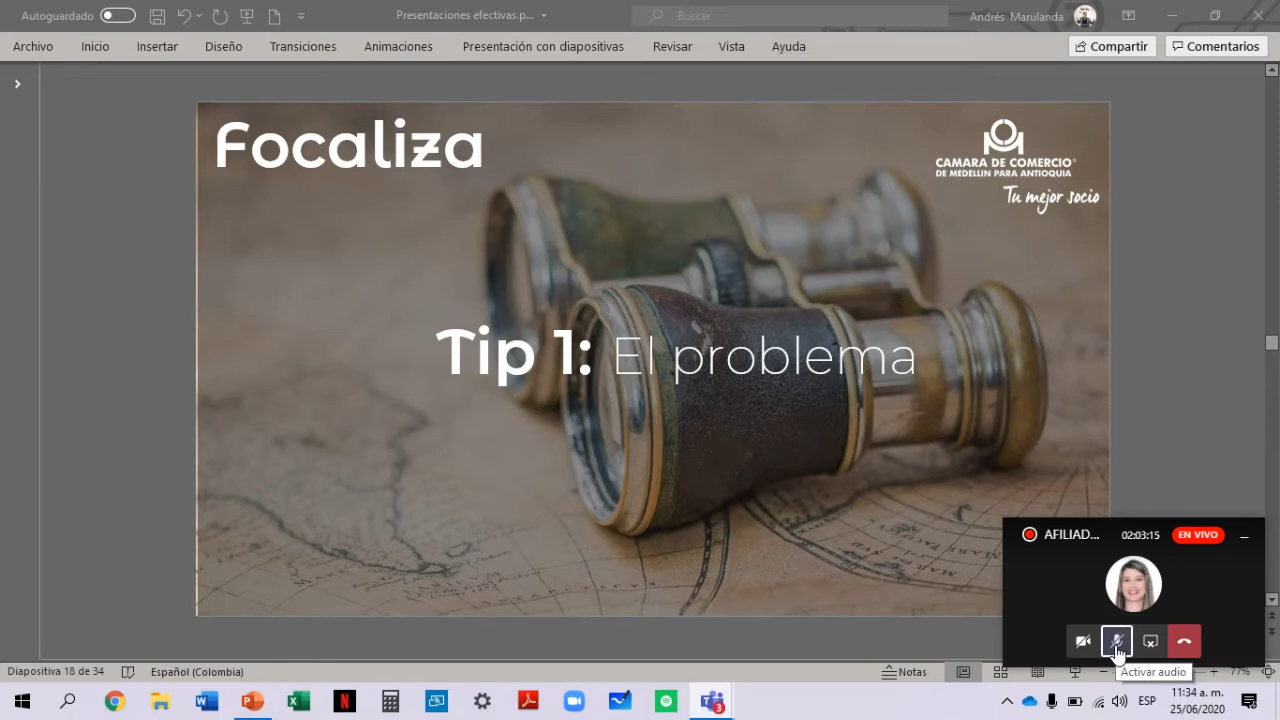 Autoguardado
Presentaciones efectivas.p...
Buscar
Andrés Marulanda
Archivo Inicio Insertar Diseño Transiciones Animaciones Presentación con diapositivas Revisar Vista Ayuda
Compartir Comentarios
Focaliza
CAMARA DE COMERCIO®
DE MEDELLIN PARA ANTIOQUIA
Tu mejor socio
Tip 1: El problema
AFILIAD... 02:03:15 EN VIVO
Activar audio
Diapositiva 18 de 34 Español (Colombia) Notas 77%
3
ESP
11:34 a. m.
25/06/2020